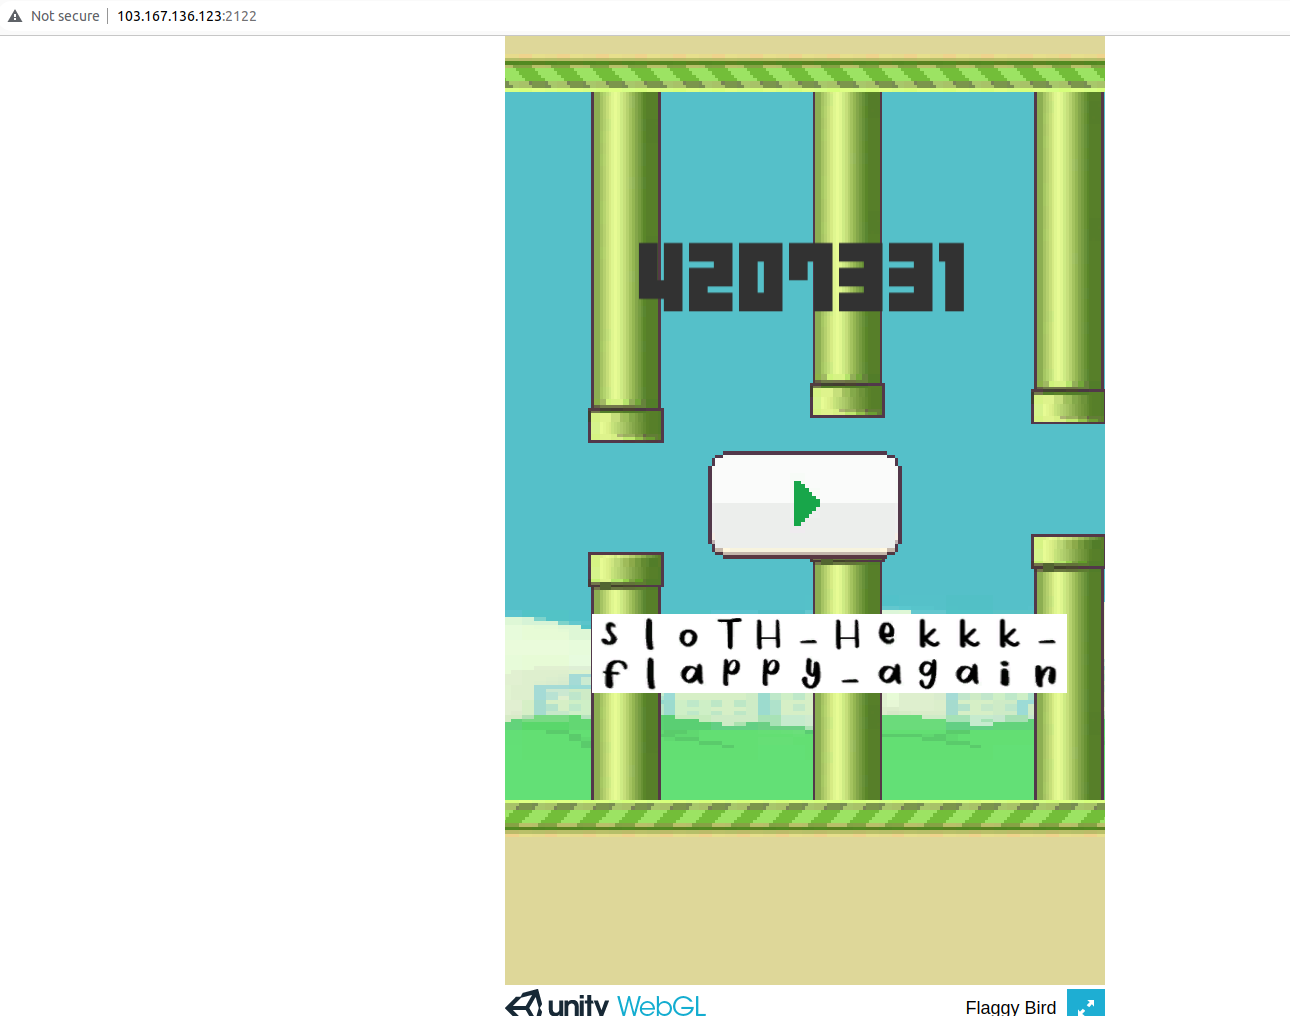 Not secure 103.167.136.123:2122
4207331
sloTH_Hekkk_
flappy_again
unity WebGL
Flaggy Bird